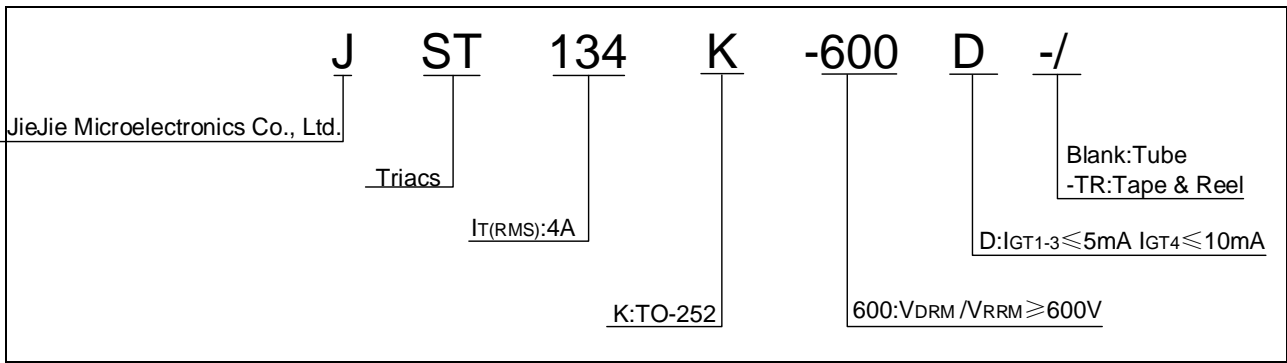 J ST 134 K -600 D -/
JieJie Microelectronics Co., Ltd.
Blank:Tube
Triacs
-TR:Tape & Reel
IT(RMS):4A
D:IGT1-3≤5mA IGT4≤10mA
K:TO-252
600:VDRM /VRRM≥600V